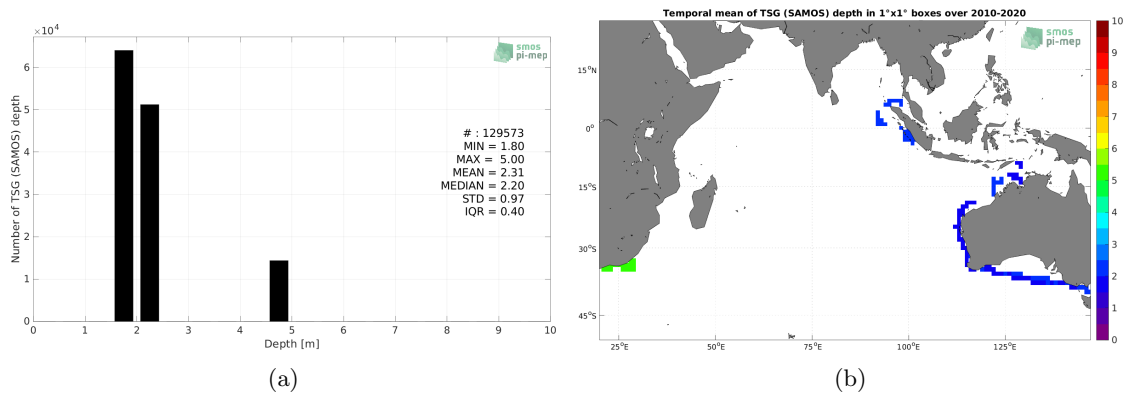 ×10⁴
smos
pi-mep
7
6
5
4
3
2
1
0
Number of TSG (SAMOS) depth
# : 129573
MIN = 1.80
MAX = 5.00
MEAN = 2.31
MEDIAN = 2.20
STD = 0.97
IQR = 0.40
0 1 2 3 4 5 6 7 8 9 10
Depth [m]
(a)
Temporal mean of TSG (SAMOS) depth in 1°x1° boxes over 2010-2020
smos
pi-mep
15°N
0°
15°S
30°S
45°S
25°E 50°E 75°E 100°E 125°E
10
9
8
7
6
5
4
3
2
1
0
(b)